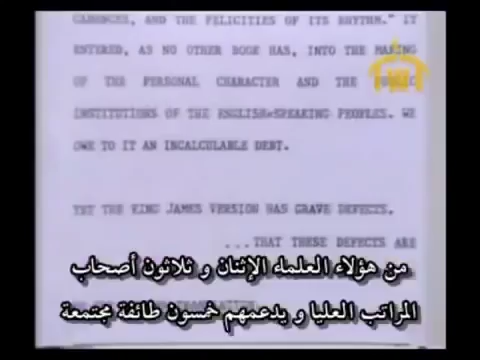 CADENCES, AND THE FELICITIES OF ITS RHYTHM." IT
ENTERED, AS NO OTHER BOOK HAS, INTO THE MAKING
OF THE PERSONAL CHARACTER AND THE PUBLIC
INSTITUTIONS OF THE ENGLISH-SPEAKING PEOPLES. WE
OWE TO IT AN INCALCULABLE DEBT.
YET THE KING JAMES VERSION HAS GRAVE DEFECTS.
...THAT THESE DEFECTS ARE
من هؤلاء العلماء الإثنان و ثلاثون أصحاب
المراتب العليا و يدعمهم خمسون طائفة مجتمعة